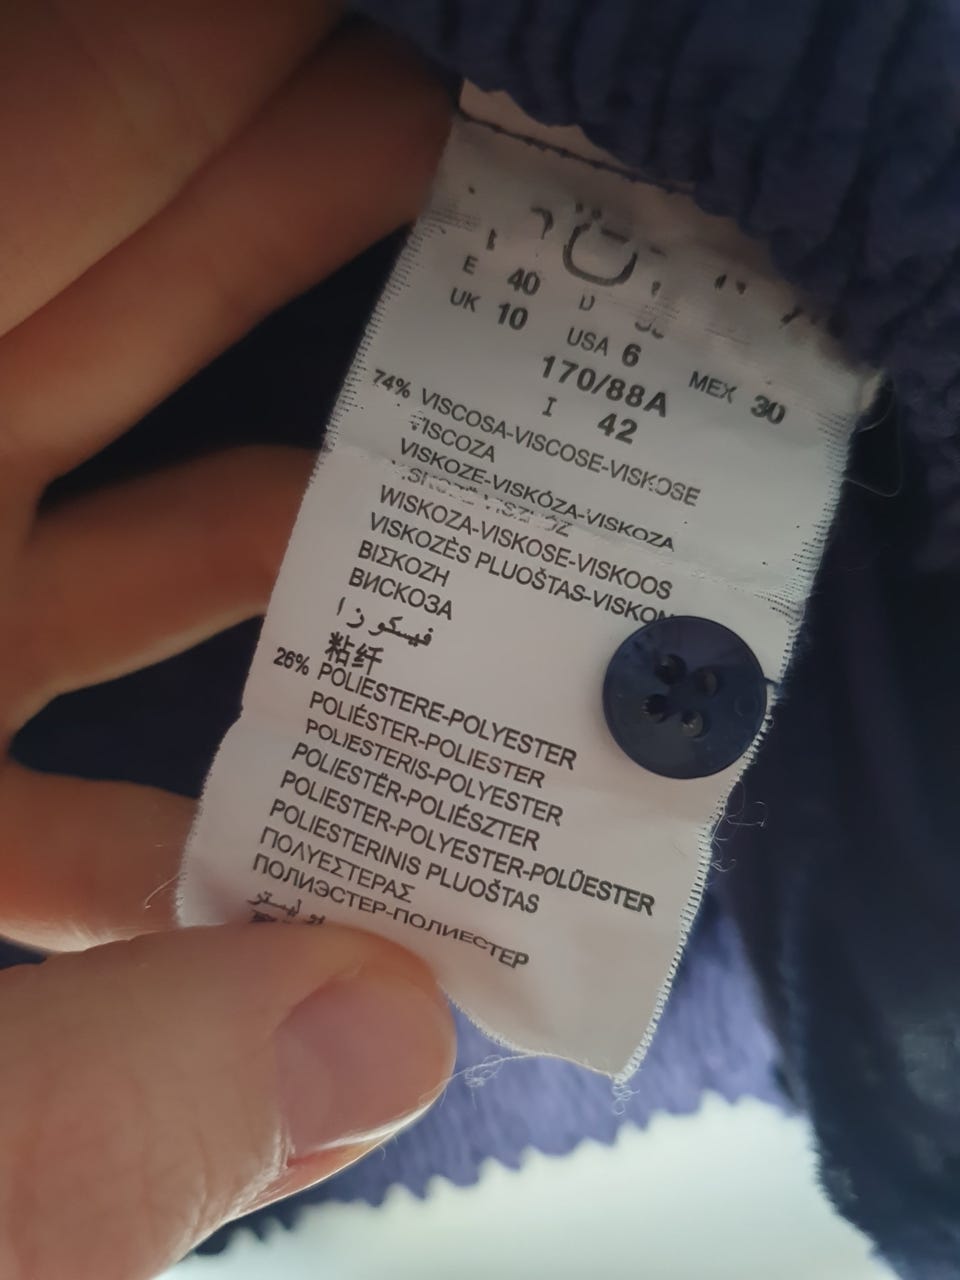 E 40 D
UK 10 USA 6 MEX 30
170/88A
I 42
74% VISCOSA-VISCOSE-VISKOSE
VISCOZA
VISKOZE-VISKÓZA-VISKOZA
WISKOZA-VISKOSE-VISKOOS
VISKOZĖS PLUOŠTAS-VISKON
ΒΙΣΚΟΖΗ
ВИСКОЗА
فيسكوزا
粘纤
26% POLIESTERE-POLYESTER
POLIÉSTER-POLIESTER
POLIESTERIS-POLYESTER
POLIESTËR-POLIÉSZTER
POLIESTER-POLYESTER-POLÜESTER
POLIESTERINIS PLUOŠTAS
ΠΟΛΥΕΣΤΕΡΑΣ
ПОЛИЭСТЕР-ПОЛИЕСТЕР
بوليستر